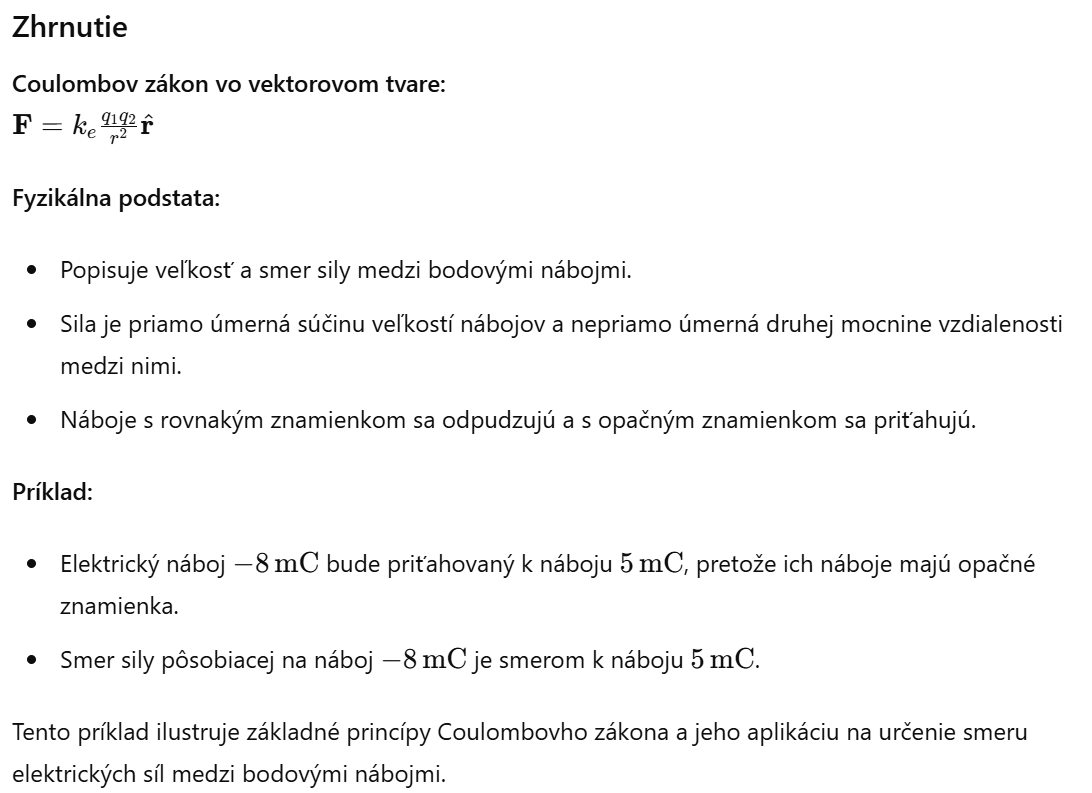 Zhrnutie
Coulombov zákon vo vektorovom tvare:
𝐅 = kₑ q₁q₂/r² 𝐫̂
Fyzikálna podstata:
• Popisuje veľkosť a smer sily medzi bodovými nábojmi.
• Sila je priamo úmerná súčinu veľkostí nábojov a nepriamo úmerná druhej mocnine vzdialenosti
medzi nimi.
• Náboje s rovnakým znamienkom sa odpudzujú a s opačným znamienkom sa priťahujú.
Príklad:
• Elektrický náboj −8 mC bude priťahovaný k náboju 5 mC, pretože ich náboje majú opačné
znamienka.
• Smer sily pôsobiacej na náboj −8 mC je smerom k náboju 5 mC.
Tento príklad ilustruje základné princípy Coulombovho zákona a jeho aplikáciu na určenie smeru
elektrických síl medzi bodovými nábojmi.